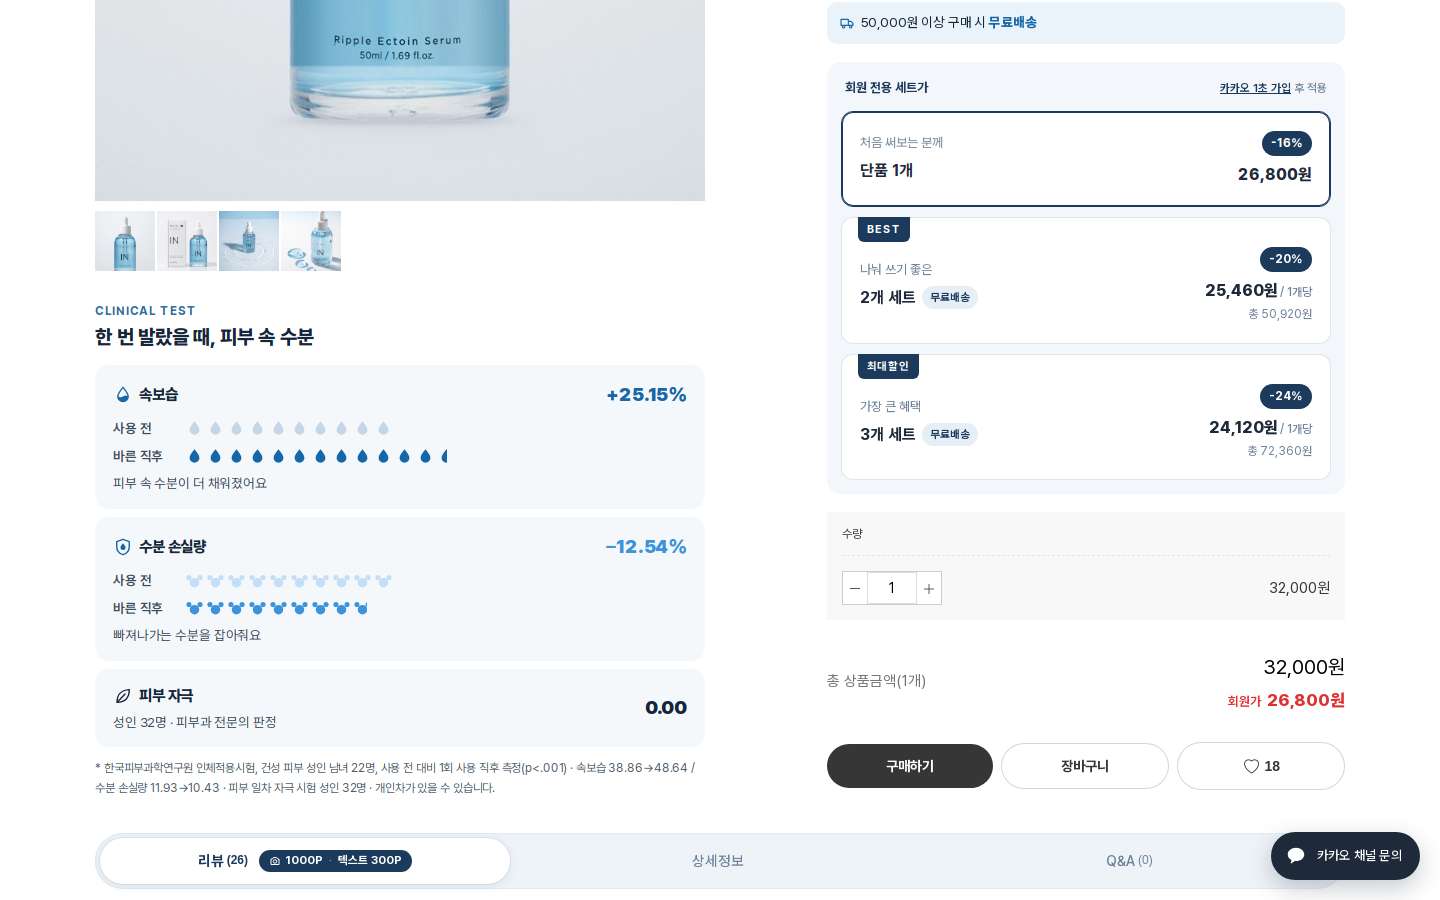 Ripple Ectoin Serum
50ml / 1.69 fl.oz.
IN
IN
IN
CLINICAL TEST
한 번 발랐을 때, 피부 속 수분
속보습
+25.15%
사용 전
바른 직후
피부 속 수분이 더 채워졌어요
수분 손실량
−12.54%
사용 전
바른 직후
빠져나가는 수분을 잡아줘요
피부 자극
0.00
성인 32명 · 피부과 전문의 판정
* 한국피부과학연구원 인체적용시험, 건성 피부 성인 남녀 22명, 사용 전 대비 1회 사용 직후 측정(p<.001) · 속보습 38.86→48.64 /
수분 손실량 11.93→10.43 · 피부 일차 자극 시험 성인 32명 · 개인차가 있을 수 있습니다.
50,000원 이상 구매 시 무료배송
회원 전용 세트가
카카오 1초 가입 후 적용
처음 써보는 분께
단품 1개
-16%
26,800원
BEST
나눠 쓰기 좋은
2개 세트 무료배송
-20%
25,460원 / 1개당
총 50,920원
최대할인
가장 큰 혜택
3개 세트 무료배송
-24%
24,120원 / 1개당
총 72,360원
수량
1
32,000원
총 상품금액(1개)
32,000원
회원가 26,800원
구매하기
장바구니
18
리뷰 (26)
1000P · 텍스트 300P
상세정보
Q&A (0)
카카오 채널 문의